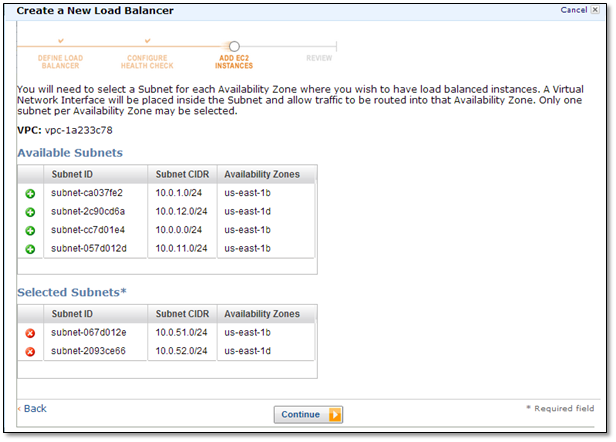 Create a New Load Balancer
Cancel
DEFINE LOAD BALANCER
CONFIGURE HEALTH CHECK
ADD EC2 INSTANCES
REVIEW
You will need to select a Subnet for each Availability Zone where you wish to have load balanced instances. A Virtual
Network Interface will be placed inside the Subnet and allow traffic to be routed into that Availability Zone. Only one
subnet per Availability Zone may be selected.
VPC: vpc-1a233c78
Available Subnets
Subnet ID Subnet CIDR Availability Zones
subnet-ca037fe2 10.0.1.0/24 us-east-1b
subnet-2c90cd6a 10.0.12.0/24 us-east-1d
subnet-cc7d01e4 10.0.0.0/24 us-east-1b
subnet-057d012d 10.0.11.0/24 us-east-1b
Selected Subnets*
Subnet ID Subnet CIDR Availability Zones
subnet-067d012e 10.0.51.0/24 us-east-1b
subnet-2093ce66 10.0.52.0/24 us-east-1d
‹ Back
Continue
* Required field